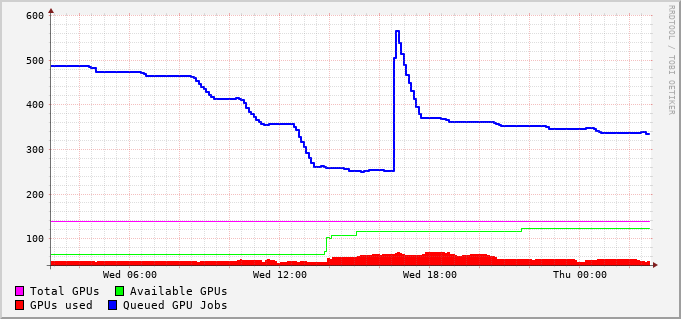 600
500
400
300
200
100
Wed 06:00 Wed 12:00 Wed 18:00 Thu 00:00
Total GPUs Available GPUs
GPUs used Queued GPU Jobs
RRDTOOL / TOBI OETIKER